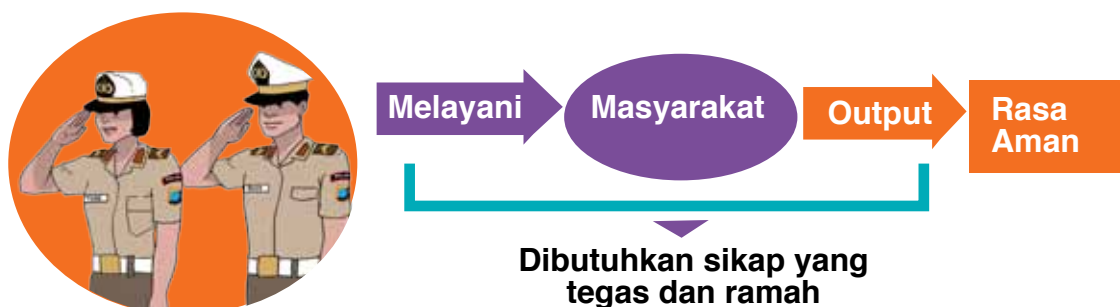 Melayani
Masyarakat
Output
Rasa
Aman
Dibutuhkan sikap yang
tegas dan ramah